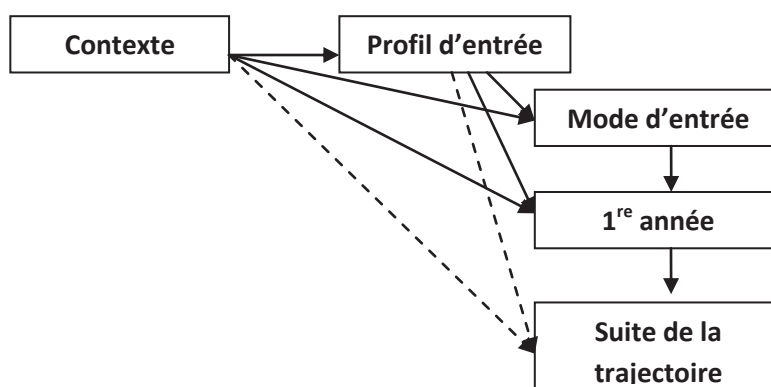 Contexte
Profil d’entrée
Mode d’entrée
1re année
Suite de la
trajectoire